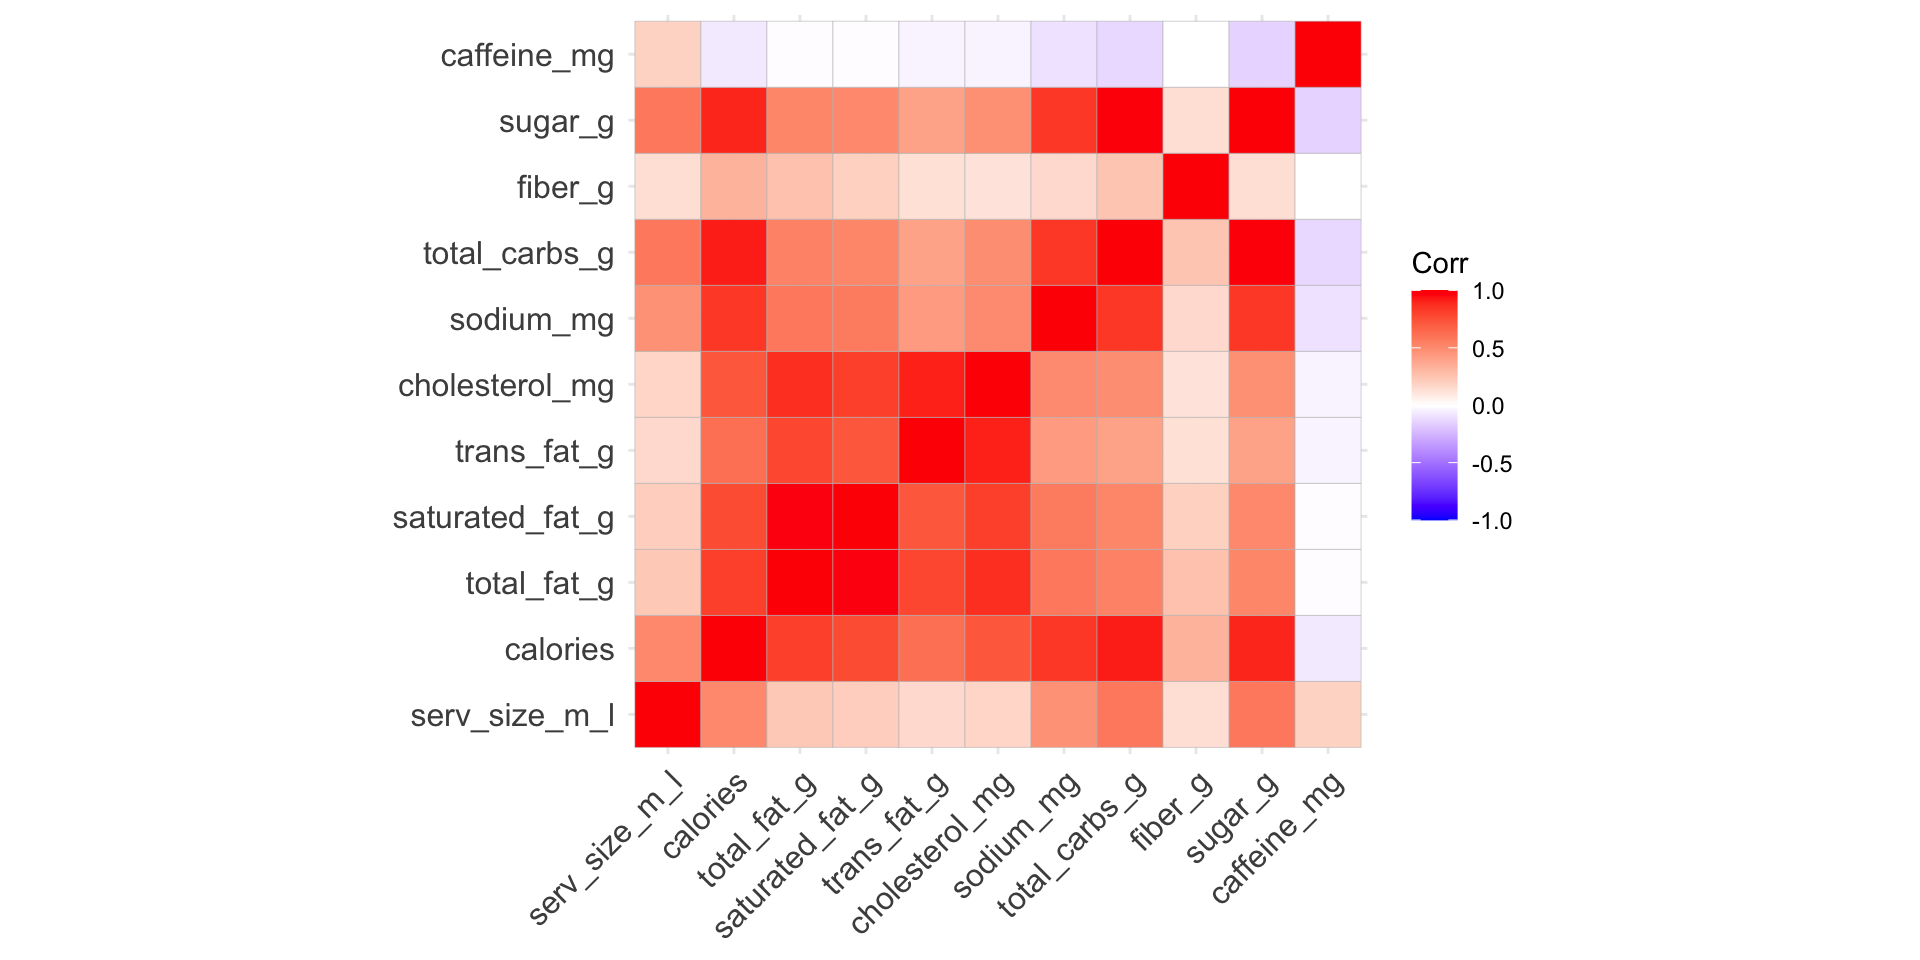 caffeine_mg
sugar_g
fiber_g
total_carbs_g
sodium_mg
cholesterol_mg
trans_fat_g
saturated_fat_g
total_fat_g
calories
serv_size_m_l
serv_size_m_l
calories
total_fat_g
saturated_fat_g
trans_fat_g
cholesterol_mg
sodium_mg
total_carbs_g
fiber_g
sugar_g
caffeine_mg
Corr
1.0
0.5
0.0
-0.5
-1.0